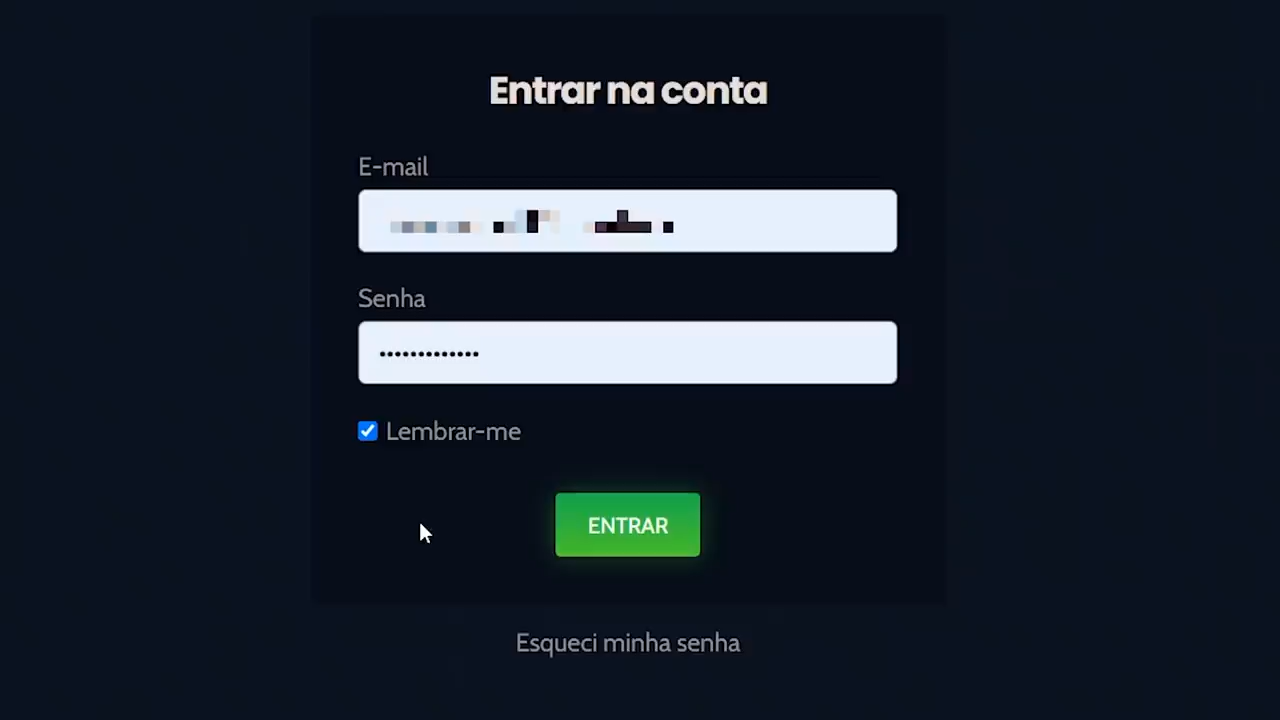 Entrar na conta
E-mail
Senha
•••••••••••••
Lembrar-me
ENTRAR
Esqueci minha senha